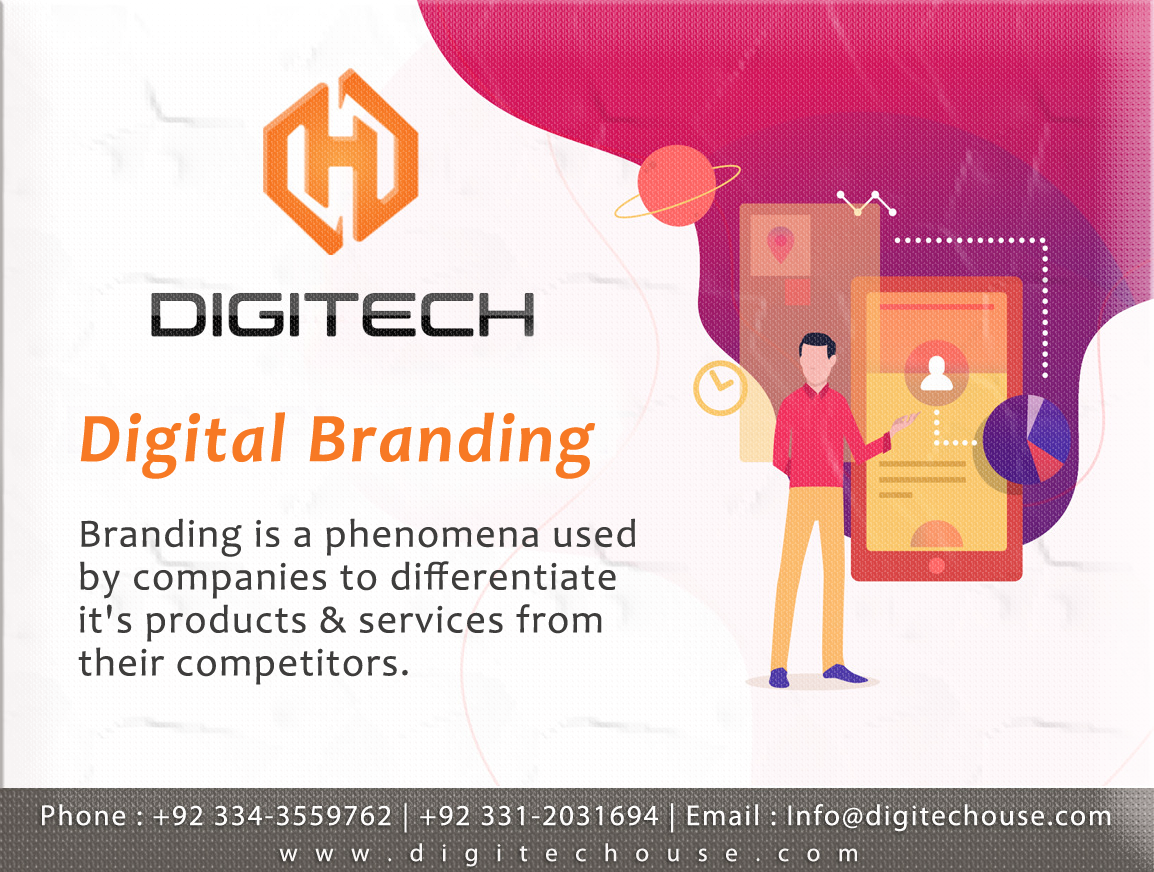 DIGITECH
Digital Branding
Branding is a phenomena used
by companies to differentiate
it's products & services from
their competitors.
Phone : +92 334-3559762 | +92 331-2031694 | Email : Info@digitechouse.com
www.digitechouse.com